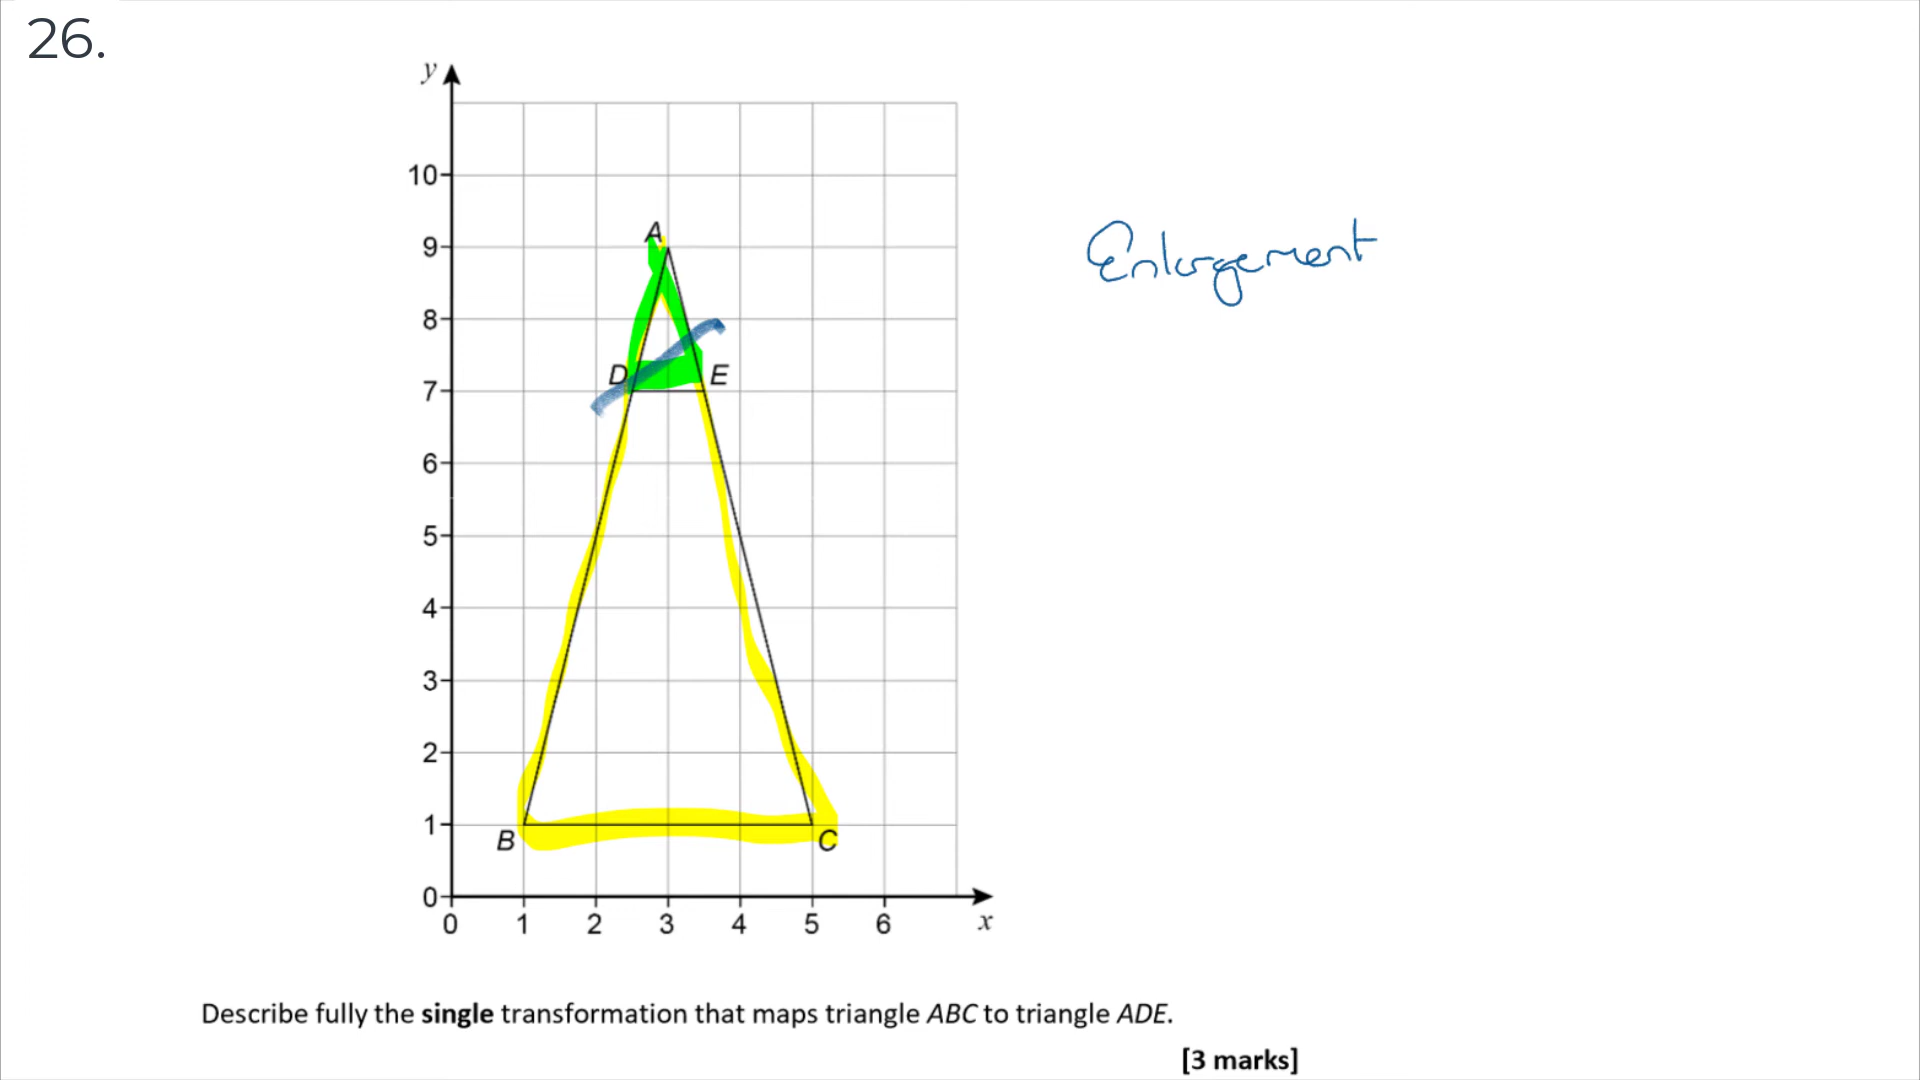 26.
y
10
A
9
Enlargement
8
D
E
7
6
5
4
3
2
1
B
C
0
0 1 2 3 4 5 6 x
Describe fully the single transformation that maps triangle ABC to triangle ADE.
[3 marks]